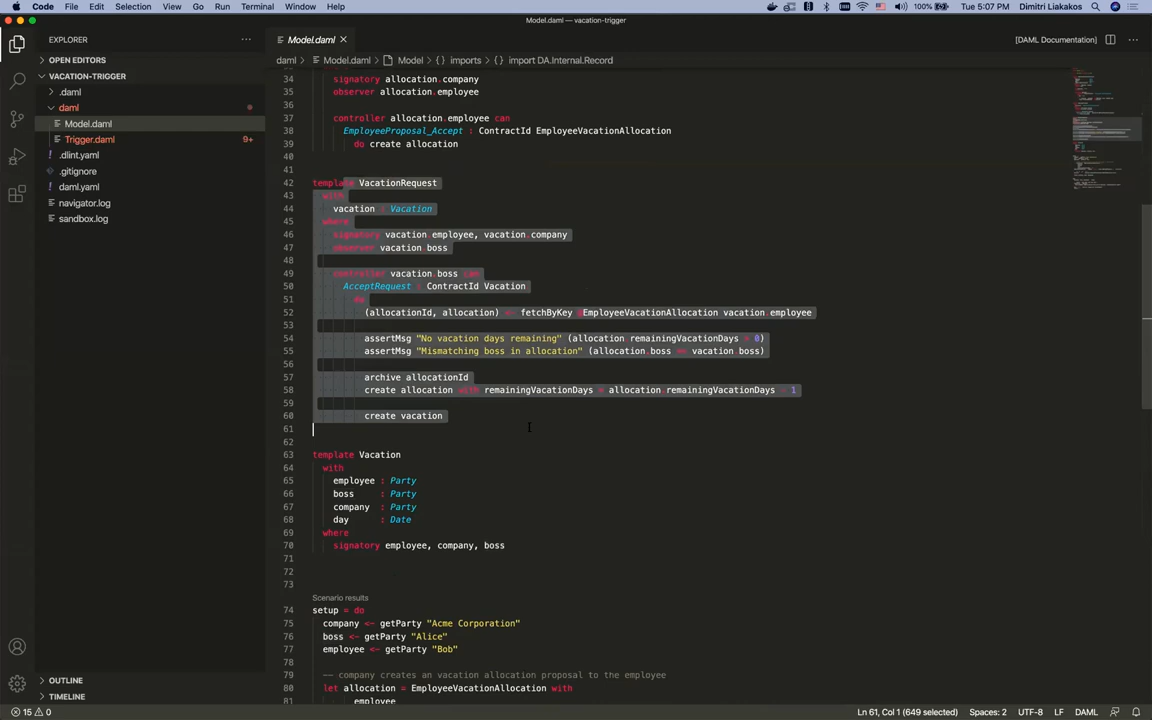 Code File Edit Selection View Go Run Terminal Window Help 100% Tue 5:07 PM Dimitri Liakakos
Model.daml — vacation-trigger
EXPLORER
Model.daml
[DAML Documentation]
OPEN EDITORS
daml > Model.daml > Model > {} imports > {} import DA.Internal.Record
VACATION-TRIGGER
.daml
daml
Model.daml
Trigger.daml 9+
.dlint.yaml
.gitignore
daml.yaml
navigator.log
sandbox.log
34 signatory allocation.company
35 observer allocation.employee
36
37 controller allocation.employee can
38 EmployeeProposal_Accept : ContractId EmployeeVacationAllocation
39 do create allocation
40
41
42 template VacationRequest
43 with
44 vacation : Vacation
45 where
46 signatory vacation.employee, vacation.company
47 observer vacation.boss
48
49 controller vacation.boss can
50 AcceptRequest : ContractId Vacation
51 do
52 (allocationId, allocation) <- fetchByKey @EmployeeVacationAllocation vacation.employee
53
54 assertMsg "No vacation days remaining" (allocation.remainingVacationDays > 0)
55 assertMsg "Mismatching boss in allocation" (allocation.boss == vacation.boss)
56
57 archive allocationId
58 create allocation with remainingVacationDays = allocation.remainingVacationDays - 1
59
60 create vacation
61
62
63 template Vacation
64 with
65 employee : Party
66 boss : Party
67 company : Party
68 day : Date
69 where
70 signatory employee, company, boss
71
72
73
Scenario results
74 setup = do
75 company <- getParty "Acme Corporation"
76 boss <- getParty "Alice"
77 employee <- getParty "Bob"
78
79 -- company creates an vacation allocation proposal to the employee
80 let allocation = EmployeeVacationAllocation with
employee
OUTLINE
TIMELINE
15 0 Ln 61, Col 1 (649 selected) Spaces: 2 UTF-8 LF DAML